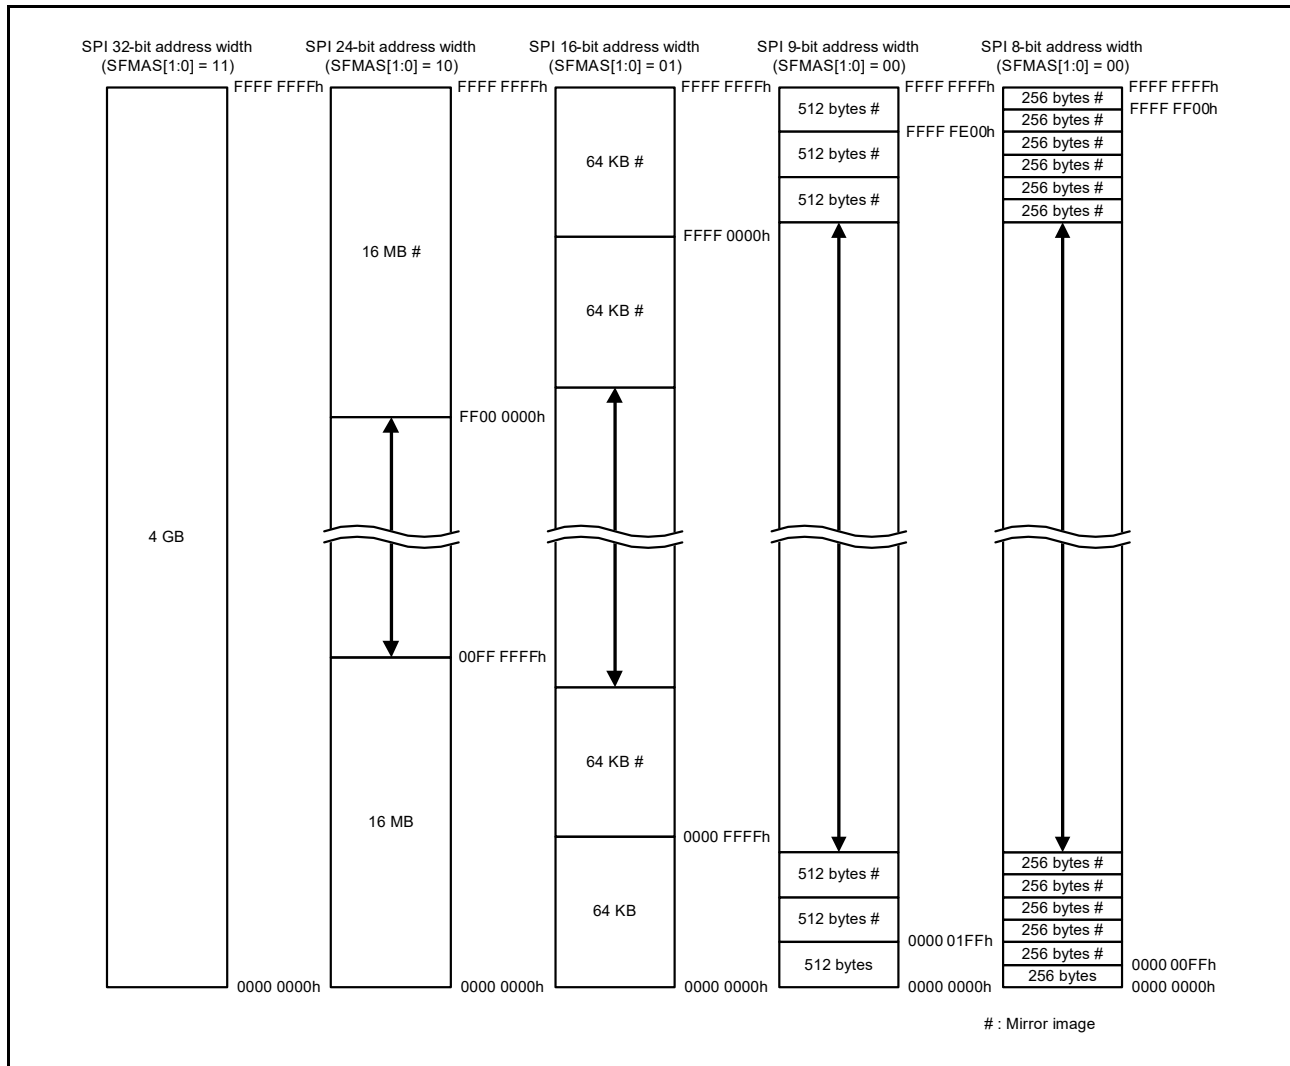 SPI 32-bit address width
(SFMAS[1:0] = 11)
FFFF FFFFh
4 GB
0000 0000h
SPI 24-bit address width
(SFMAS[1:0] = 10)
FFFF FFFFh
16 MB #
FF00 0000h
00FF FFFFh
16 MB
0000 0000h
SPI 16-bit address width
(SFMAS[1:0] = 01)
FFFF FFFFh
64 KB #
FFFF 0000h
64 KB #
64 KB #
0000 FFFFh
64 KB
0000 0000h
SPI 9-bit address width
(SFMAS[1:0] = 00)
FFFF FFFFh
512 bytes #
FFFF FE00h
512 bytes #
512 bytes #
512 bytes #
512 bytes #
0000 01FFh
512 bytes
0000 0000h
SPI 8-bit address width
(SFMAS[1:0] = 00)
FFFF FFFFh
256 bytes #
FFFF FF00h
256 bytes #
256 bytes #
256 bytes #
256 bytes #
256 bytes #
256 bytes #
256 bytes #
256 bytes #
256 bytes #
256 bytes #
0000 00FFh
256 bytes
0000 0000h
# : Mirror image